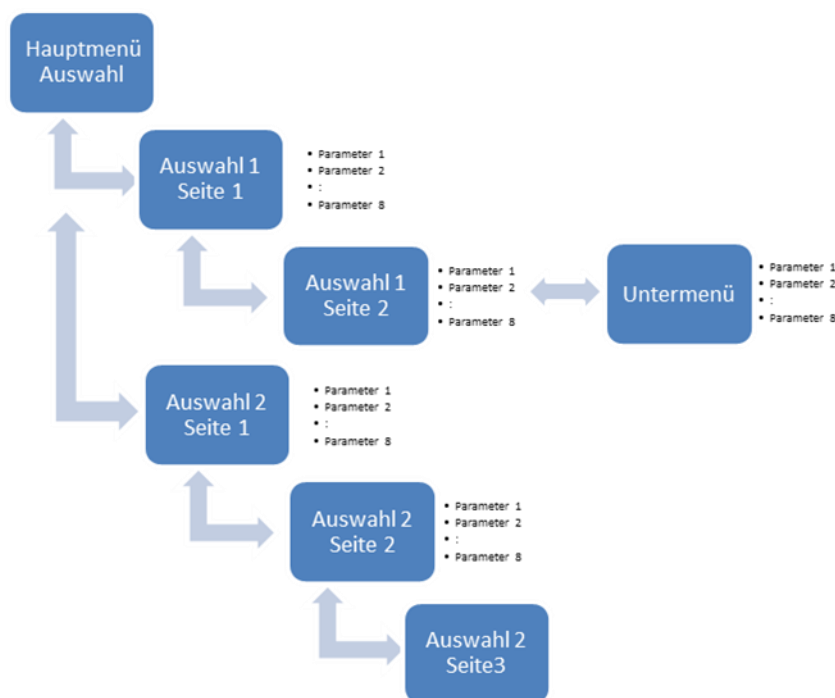 Hauptmenü
Auswahl
Auswahl 1
Seite 1
• Parameter 1
• Parameter 2
• :
• Parameter 8
Auswahl 1
Seite 2
• Parameter 1
• Parameter 2
• :
• Parameter 8
Untermenü
• Parameter 1
• Parameter 2
• :
• Parameter 8
Auswahl 2
Seite 1
• Parameter 1
• Parameter 2
• :
• Parameter 8
Auswahl 2
Seite 2
• Parameter 1
• Parameter 2
• :
• Parameter 8
Auswahl 2
Seite3